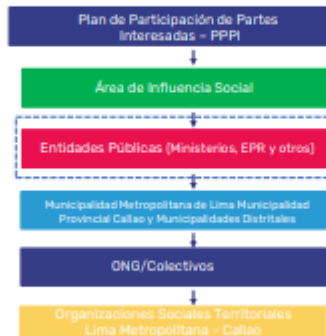 Plan de Participación de Partes
Interesadas – PPPI
Área de Influencia Social
Entidades Públicas (Ministerios, EPR y otros)
Municipalidad Metropolitana de Lima Municipalidad
Provincial Callao y Municipalidades Distritales
ONG/Colectivos
Organizaciones Sociales Territoriales
Lima Metropolitana - Callao